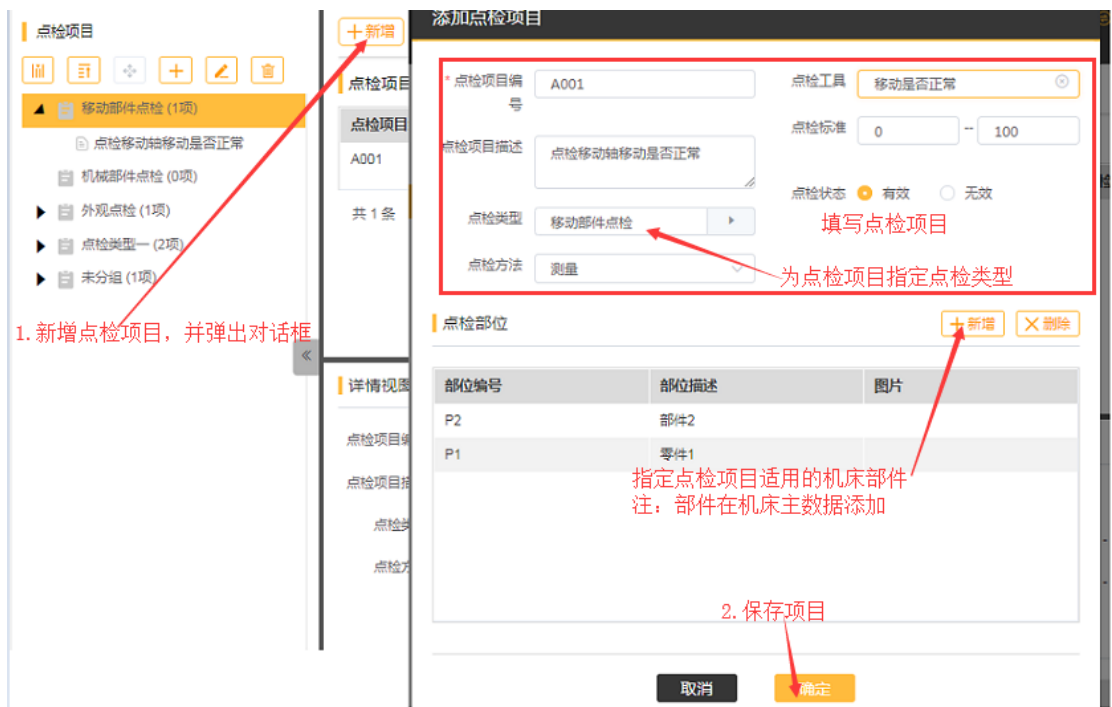 点检项目
移动部件点检 (1项)
点检移动轴移动是否正常
机械部件点检 (0项)
外观点检 (1项)
点检类型一 (2项)
未分组 (1项)
1.新增点检项目，并弹出对话框
新增
点检项目
点检项目
A001
共 1 条
详情视图
点检项目编
点检项目描
点检类
点检方
添加点检项目
* 点检项目编号
A001
点检工具
移动是否正常
点检标准
0
--
100
点检项目描述
点检移动轴移动是否正常
点检状态
有效
无效
填写点检项目
点检类型
移动部件点检
点检方法
测量
为点检项目指定点检类型
点检部位
新增
删除
部位编号
部位描述
图片
P2
部件2
P1
零件1
指定点检项目适用的机床部件
注：部件在机床主数据添加
2.保存项目
取消
确定